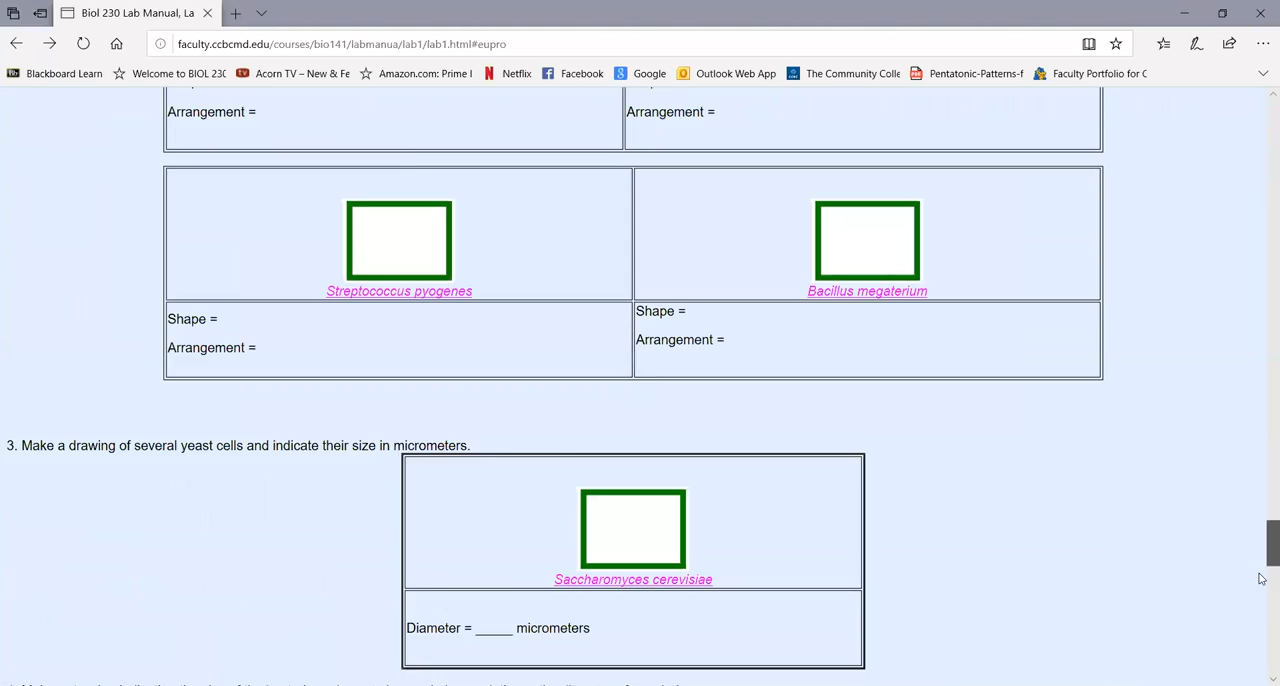 Biol 230 Lab Manual, La
faculty.ccbcmd.edu/courses/bio141/labmanua/lab1/lab1.html#eupro
Blackboard Learn Welcome to BIOL 230 Acorn TV – New & Fe Amazon.com: Prime I Netflix Facebook Google Outlook Web App The Community Colle Pentatonic-Patterns-f Faculty Portfolio for C
Arrangement = Arrangement =
Streptococcus pyogenes Bacillus megaterium
Shape = Shape =
Arrangement = Arrangement =
3. Make a drawing of several yeast cells and indicate their size in micrometers.
Saccharomyces cerevisiae
Diameter = _____ micrometers